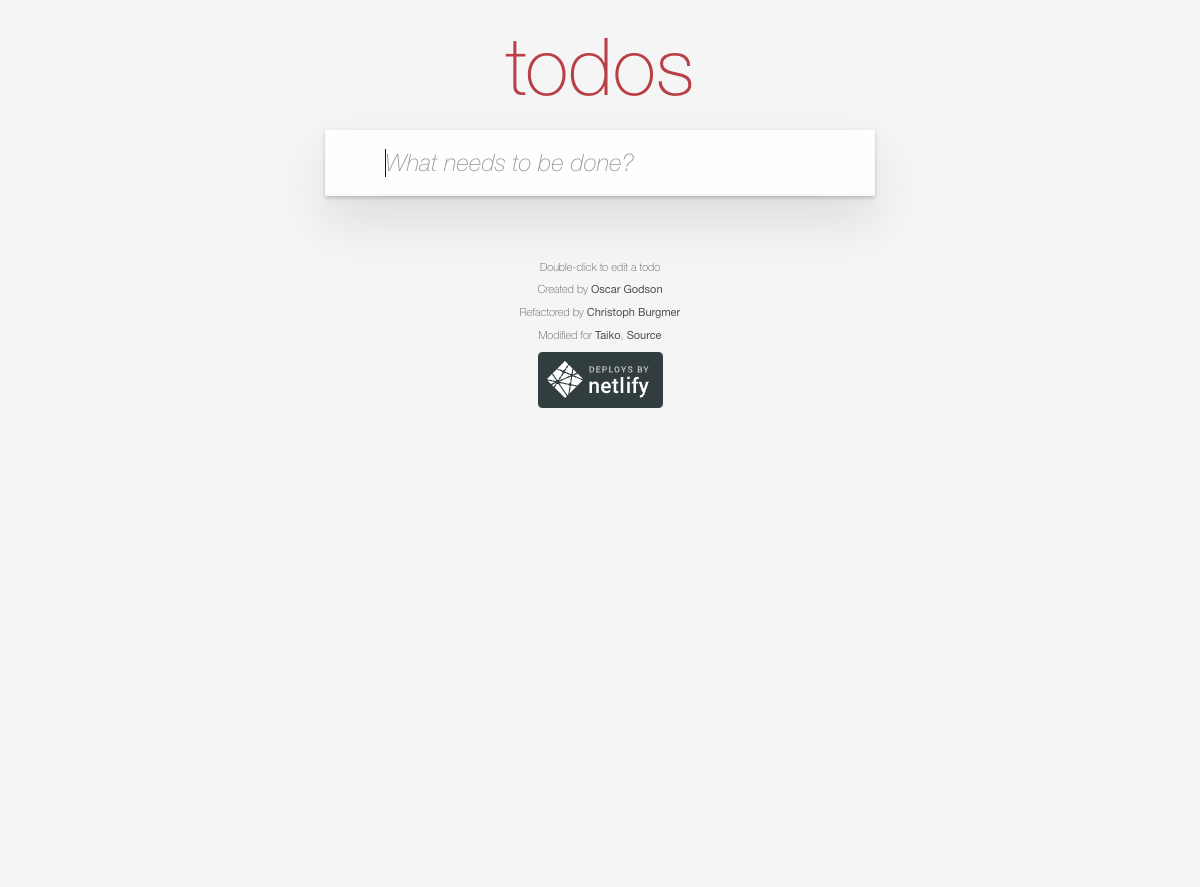 todos
What needs to be done?
Double-click to edit a todo
Created by Oscar Godson
Refactored by Christoph Burgmer
Modified for Taiko, Source
DEPLOYS BY
netlify